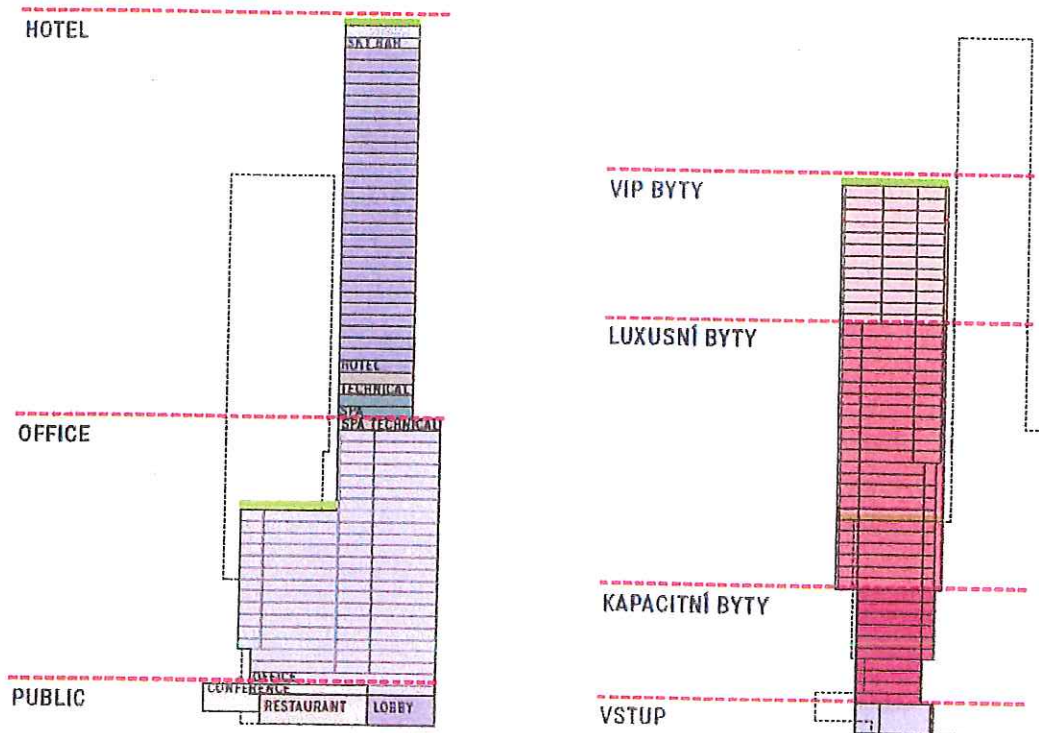 HOTEL
SKY BAR
HOTEL
TECHNICAL
SPA
SPA TECHNICAL
OFFICE
OFFICE
CONFERENCE
PUBLIC
RESTAURANT
LOBBY
VIP BYTY
LUXUSNÍ BYTY
KAPACITNÍ BYTY
VSTUP